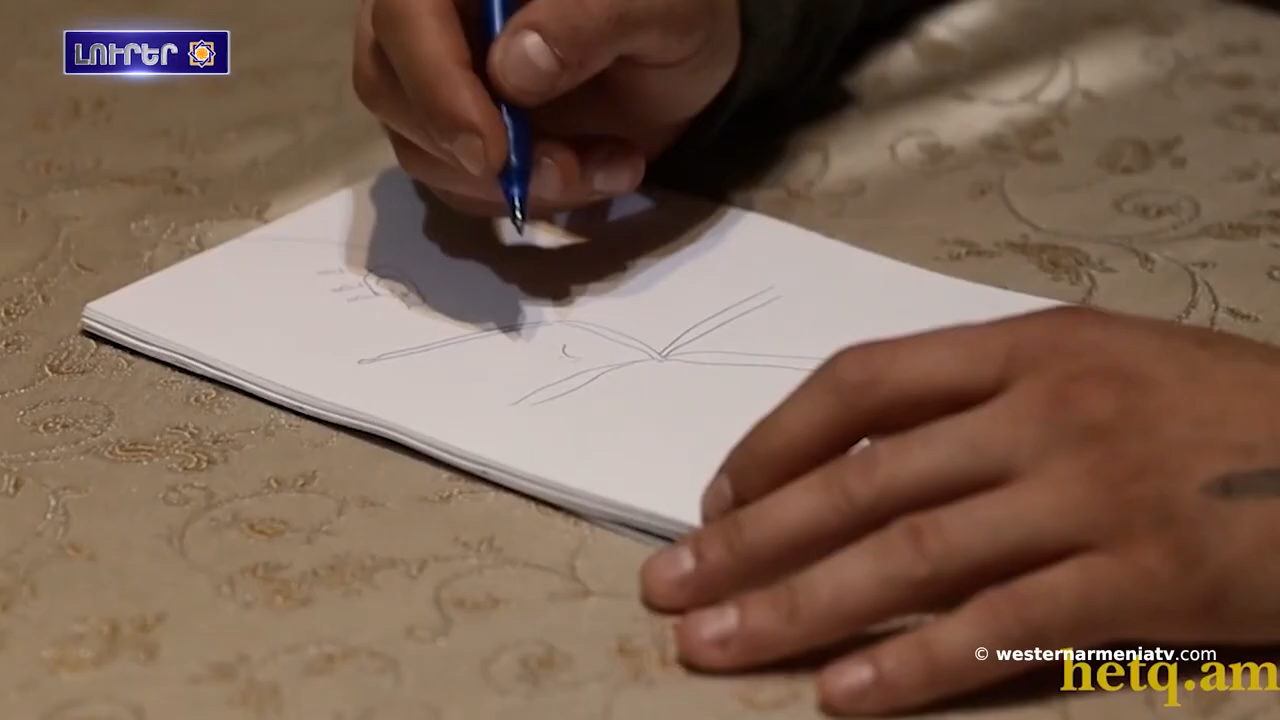 ԼՈՒՐԵՐ
© westernarmeniatv.com
hetq.am